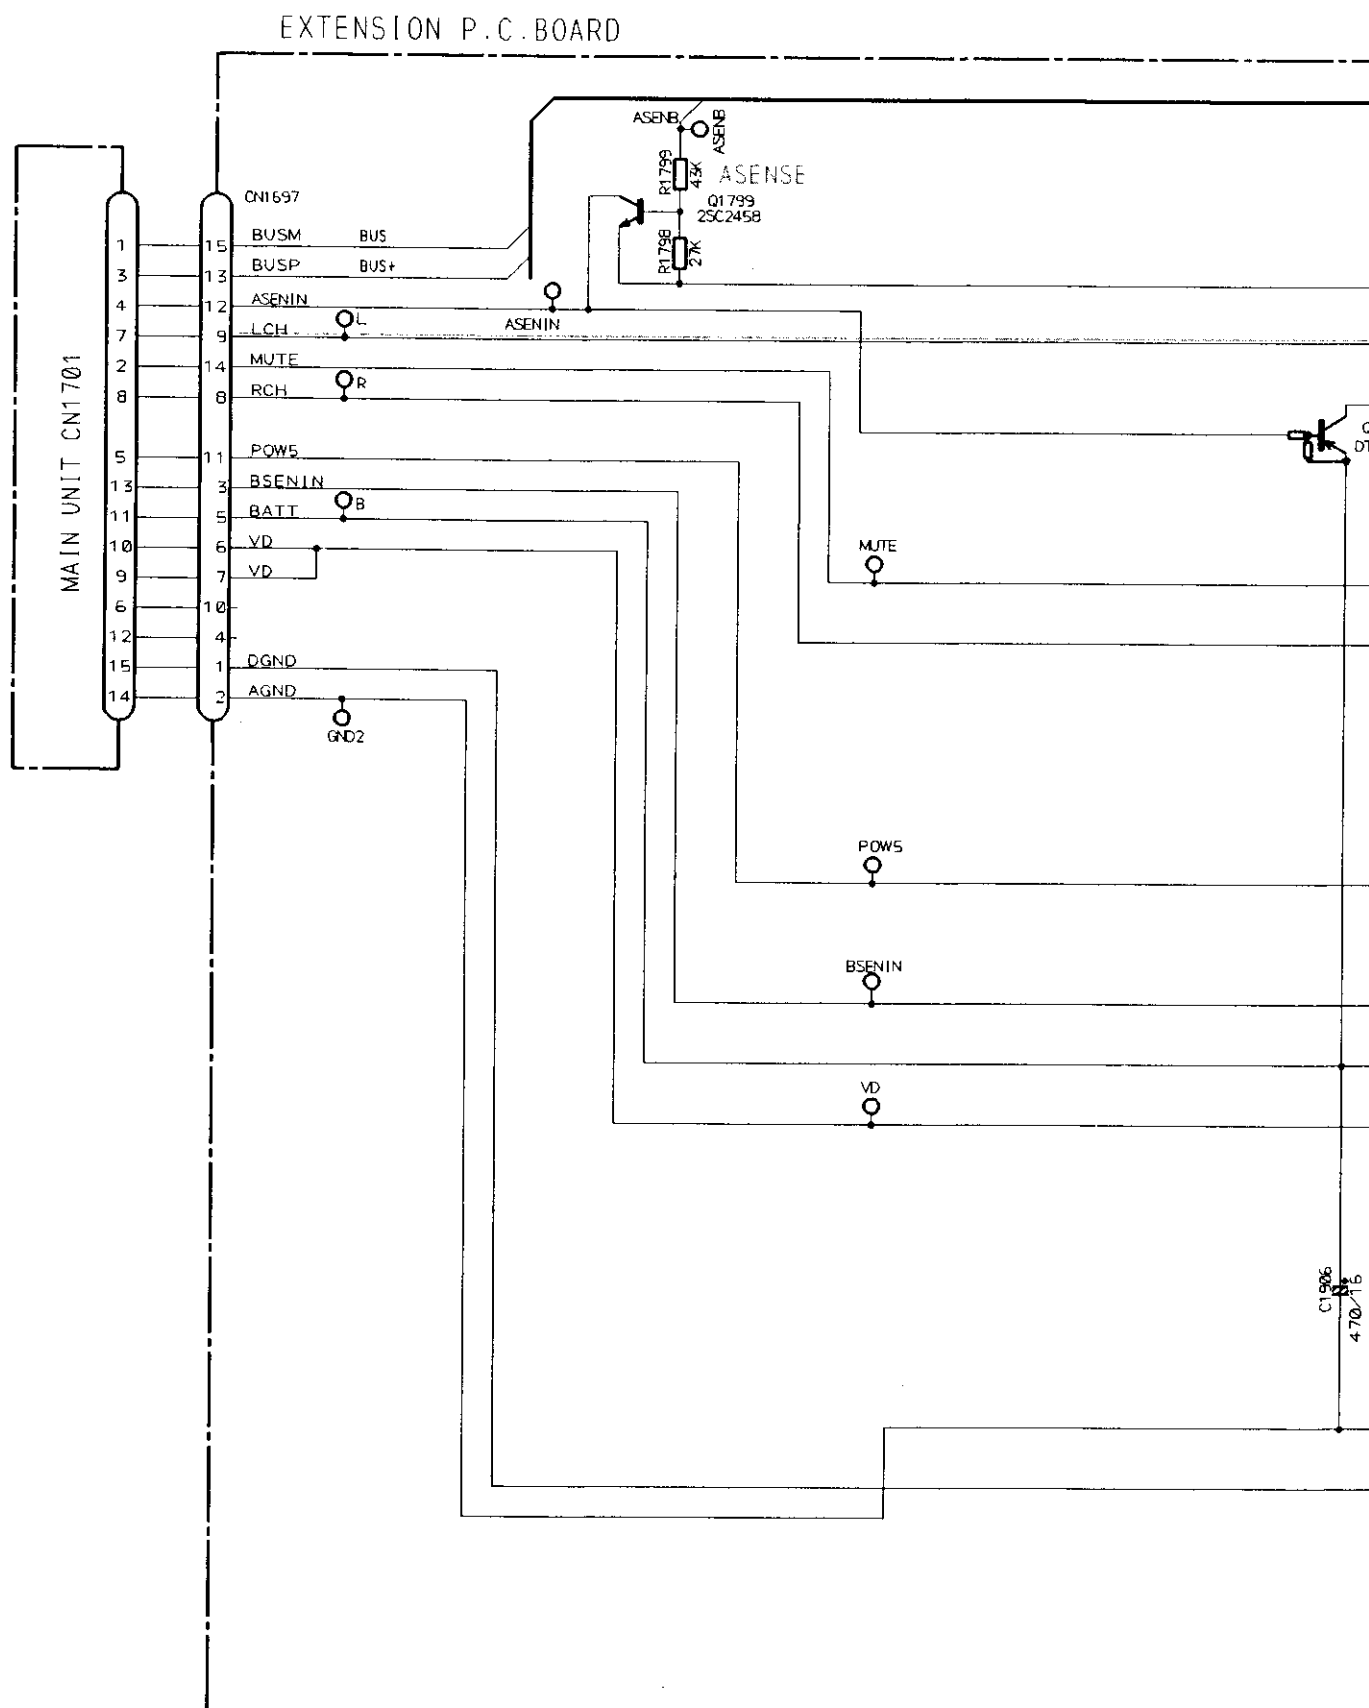 EXTENSION P.C.BOARD
ASENB
ASENB
R1799
43K
ASENSE
Q1799
2SC2458
R1798
27K
CN1697
1 15 BUSM BUS
3 13 BUSP BUS+
4 12 ASENIN
ASENIN
7 9 LCH L
2 14 MUTE
8 8 RCH R
5 11 POW5
13 3 BSENIN
11 5 BATT B
10 6 VD
9 7 VD
6 10
12 4
15 1 DGND
14 2 AGND
GND2
MAIN UNIT CN1701
Q
DT
MUTE
POW5
BSENIN
VD
C1906
470/16